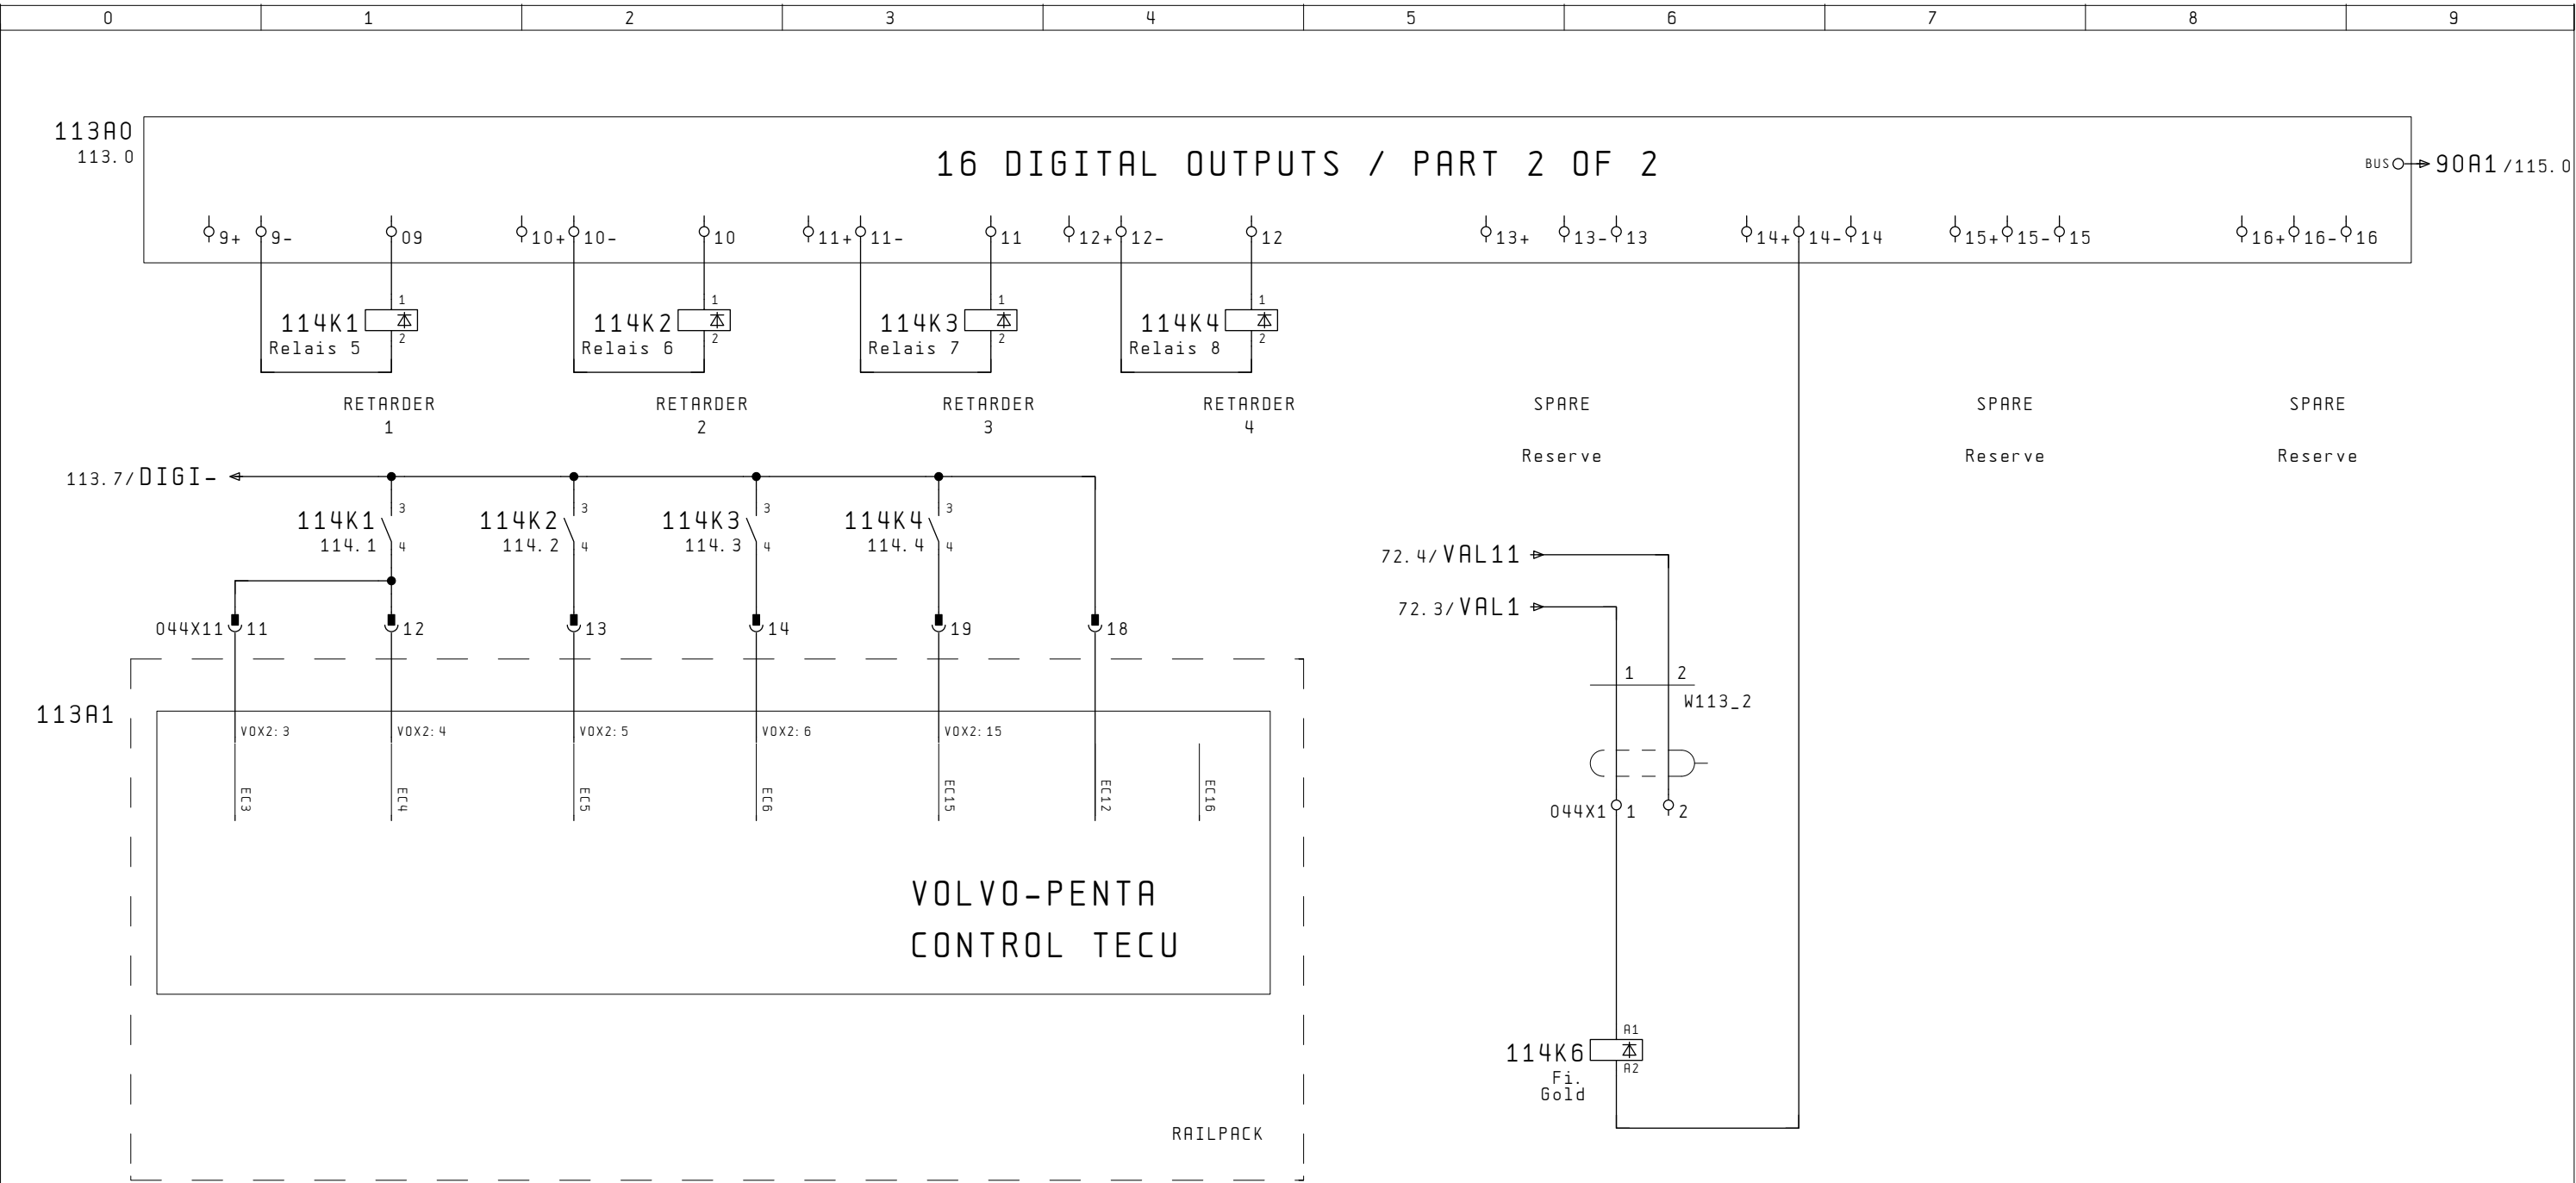 0 1 2 3 4 5 6 7 8 9
113A0
113.0
16 DIGITAL OUTPUTS / PART 2 OF 2
BUS 90A1 /115.0
9+ 9- 09 10+ 10- 10 11+ 11- 11 12+ 12- 12 13+ 13- 13 14+ 14- 14 15+ 15- 15 16+ 16- 16
1 1 1 1
114K1 114K2 114K3 114K4
2 2 2 2
Relais 5 Relais 6 Relais 7 Relais 8
RETARDER RETARDER RETARDER RETARDER SPARE SPARE SPARE
1 2 3 4
Reserve Reserve Reserve
113.7/DIGI-
3 3 3 3
114K1 114K2 114K3 114K4
114.1 4 114.2 4 114.3 4 114.4 4
72.4/VAL11
72.3/VAL1
044X11 11 12 13 14 19 18
1 2
W113_2
113A1
VOX2:3 VOX2:4 VOX2:5 VOX2:6 VOX2:15
EC3 EC4 EC5 EC6 EC15 EC12 EC16
044X1 1 2
VOLVO-PENTA
CONTROL TECU
A1
114K6
A2
Fi.
Gold
RAILPACK